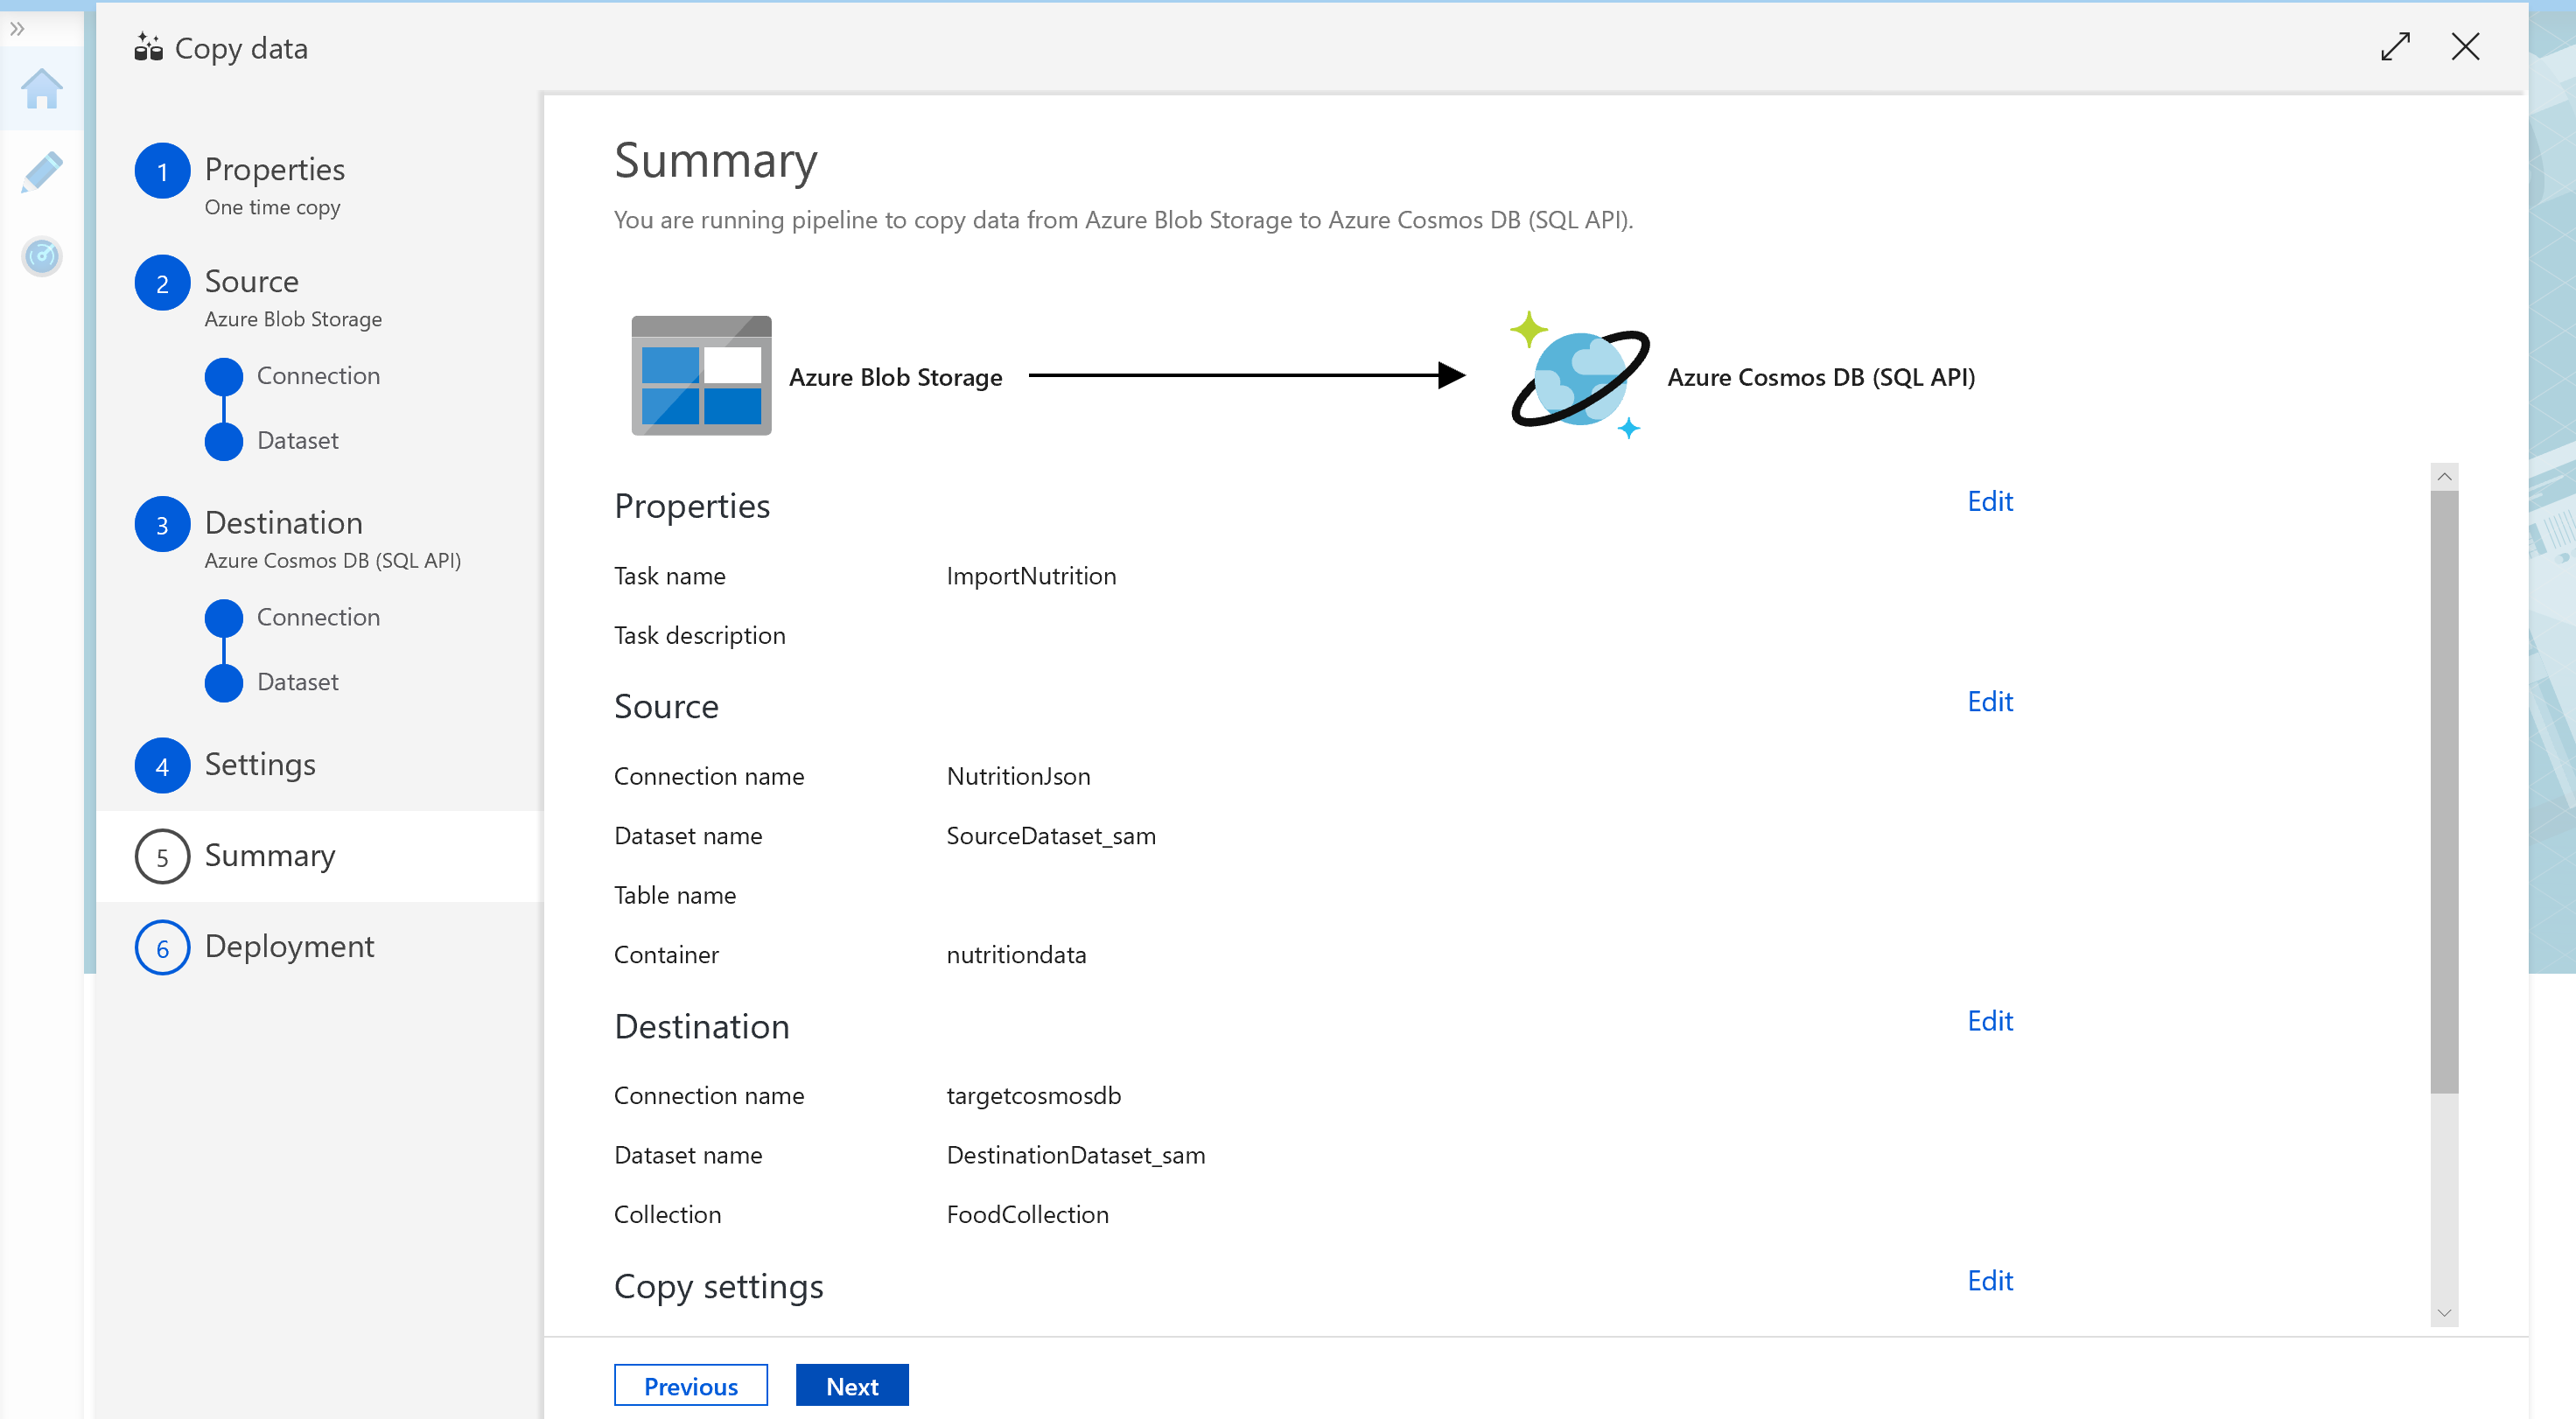 Copy data
1 Properties
One time copy
2 Source
Azure Blob Storage
Connection
Dataset
3 Destination
Azure Cosmos DB (SQL API)
Connection
Dataset
4 Settings
5 Summary
6 Deployment
Summary
You are running pipeline to copy data from Azure Blob Storage to Azure Cosmos DB (SQL API).
Azure Blob Storage Azure Cosmos DB (SQL API)
Properties Edit
Task name ImportNutrition
Task description
Source Edit
Connection name NutritionJson
Dataset name SourceDataset_sam
Table name
Container nutritiondata
Destination Edit
Connection name targetcosmosdb
Dataset name DestinationDataset_sam
Collection FoodCollection
Copy settings Edit
Previous Next